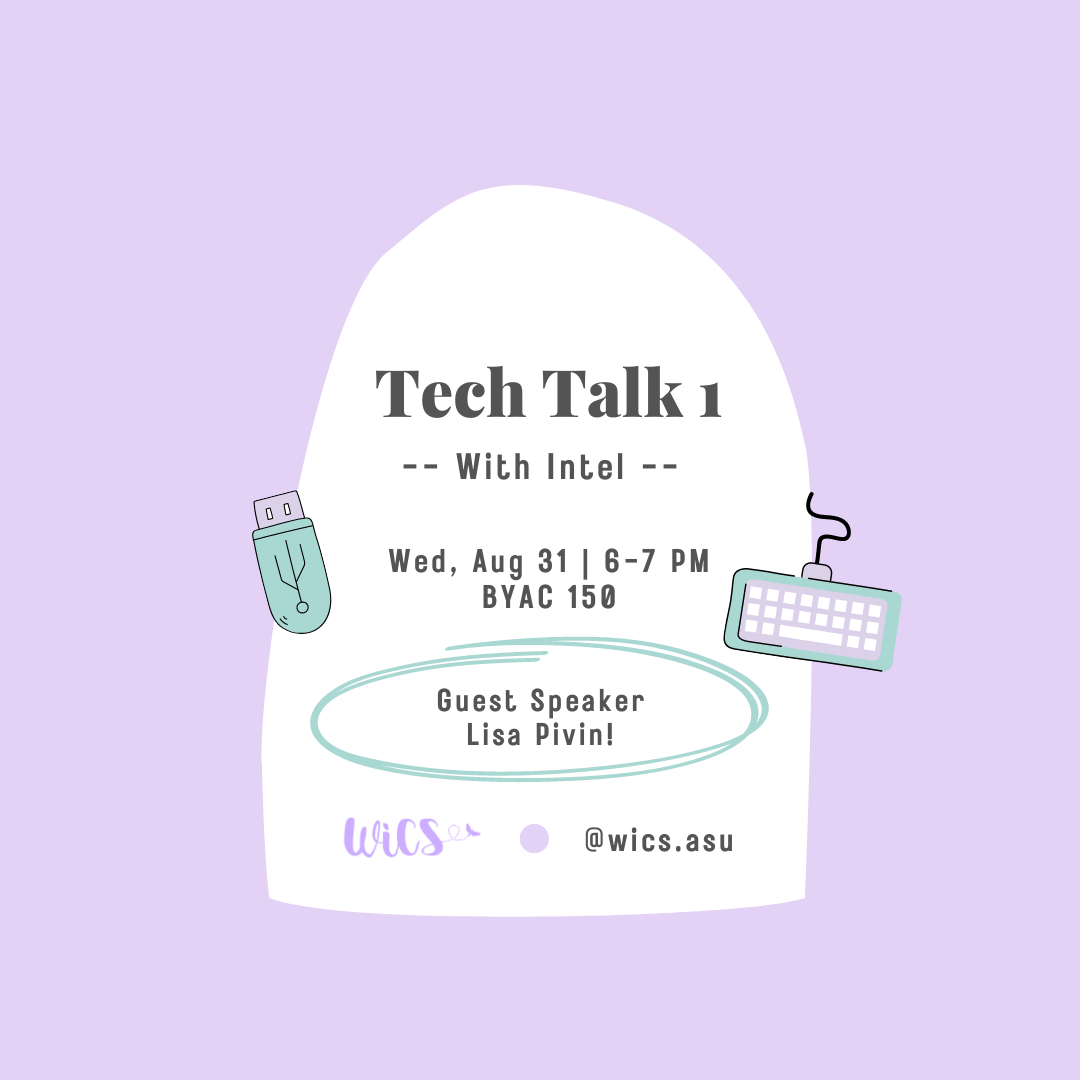 Tech Talk 1
-- With Intel --
Wed, Aug 31 | 6-7 PM
BYAC 150
Guest Speaker
Lisa Pivin!
WiCS
@wics.asu